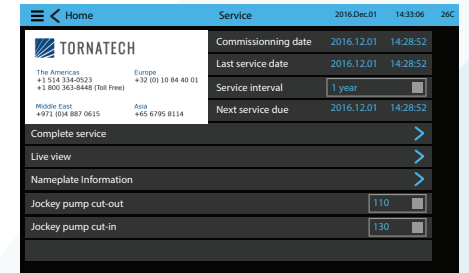 Home Service 2016.Dec.01 14:33:06 26C
TORNATECH
The Americas
+1 514 334-0523
+1 800 363-8448 (Toll Free)
Europe
+32 (0) 10 84 40 01
Middle East
+971 (0)4 887 0615
Asia
+65 6795 8114
Commissionning date 2016.12.01 14:28:52
Last service date 2016.12.01 14:28:52
Service interval 1 year
Next service due 2016.12.01 14:28:52
Complete service
Live view
Nameplate Information
Jockey pump cut-out 110
Jockey pump cut-in 130